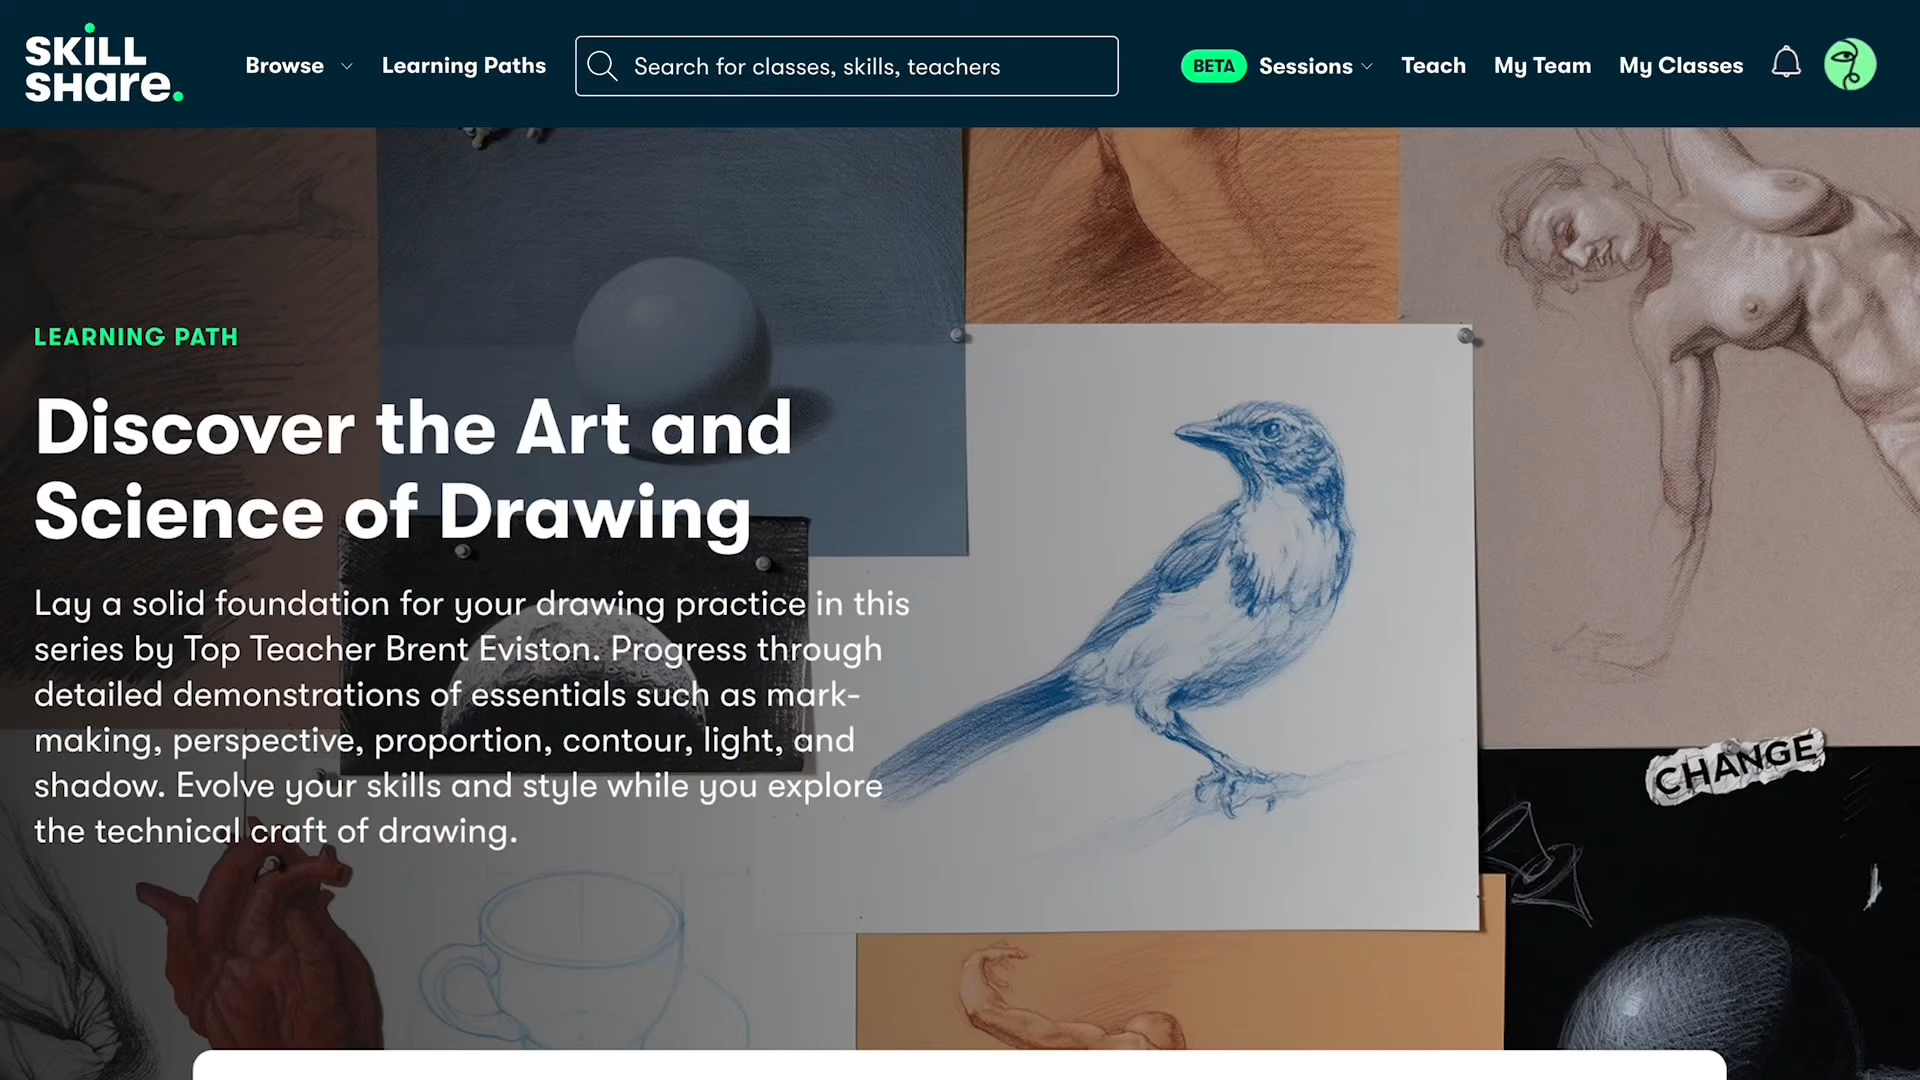 SKILL
SHare.
Browse
Learning Paths
Search for classes, skills, teachers
BETA
Sessions
Teach
My Team
My Classes
LEARNING PATH
Discover the Art and
Science of Drawing
Lay a solid foundation for your drawing practice in this
series by Top Teacher Brent Eviston. Progress through
detailed demonstrations of essentials such as mark-
making, perspective, proportion, contour, light, and
shadow. Evolve your skills and style while you explore
the technical craft of drawing.
CHANGE